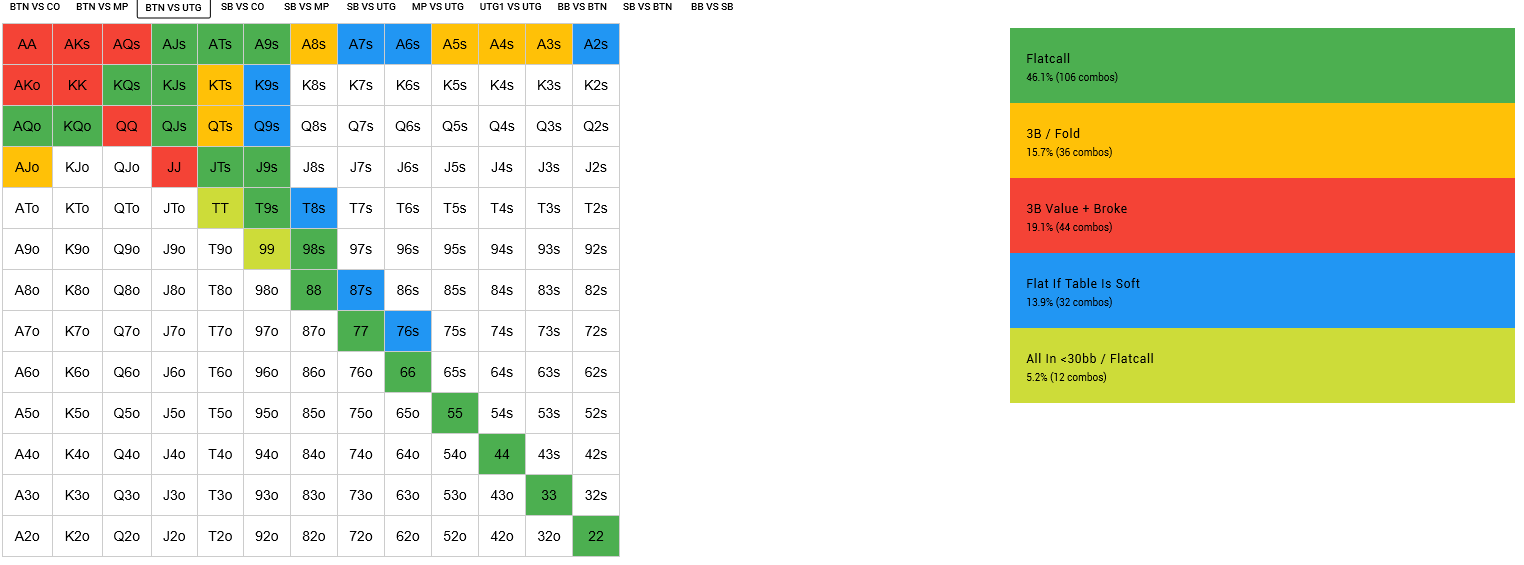 BTN VS CO BTN VS MP BTN VS UTG SB VS CO SB VS MP SB VS UTG MP VS UTG UTG1 VS UTG BB VS BTN SB VS BTN BB VS SB
AA AKs AQs AJs ATs A9s A8s A7s A6s A5s A4s A3s A2s
AKo KK KQs KJs KTs K9s K8s K7s K6s K5s K4s K3s K2s
AQo KQo QQ QJs QTs Q9s Q8s Q7s Q6s Q5s Q4s Q3s Q2s
AJo KJo QJo JJ JTs J9s J8s J7s J6s J5s J4s J3s J2s
ATo KTo QTo JTo TT T9s T8s T7s T6s T5s T4s T3s T2s
A9o K9o Q9o J9o T9o 99 98s 97s 96s 95s 94s 93s 92s
A8o K8o Q8o J8o T8o 98o 88 87s 86s 85s 84s 83s 82s
A7o K7o Q7o J7o T7o 97o 87o 77 76s 75s 74s 73s 72s
A6o K6o Q6o J6o T6o 96o 86o 76o 66 65s 64s 63s 62s
A5o K5o Q5o J5o T5o 95o 85o 75o 65o 55 54s 53s 52s
A4o K4o Q4o J4o T4o 94o 84o 74o 64o 54o 44 43s 42s
A3o K3o Q3o J3o T3o 93o 83o 73o 63o 53o 43o 33 32s
A2o K2o Q2o J2o T2o 92o 82o 72o 62o 52o 42o 32o 22
Flatcall
46.1% (106 combos)
3B / Fold
15.7% (36 combos)
3B Value + Broke
19.1% (44 combos)
Flat If Table Is Soft
13.9% (32 combos)
All In <30bb / Flatcall
5.2% (12 combos)